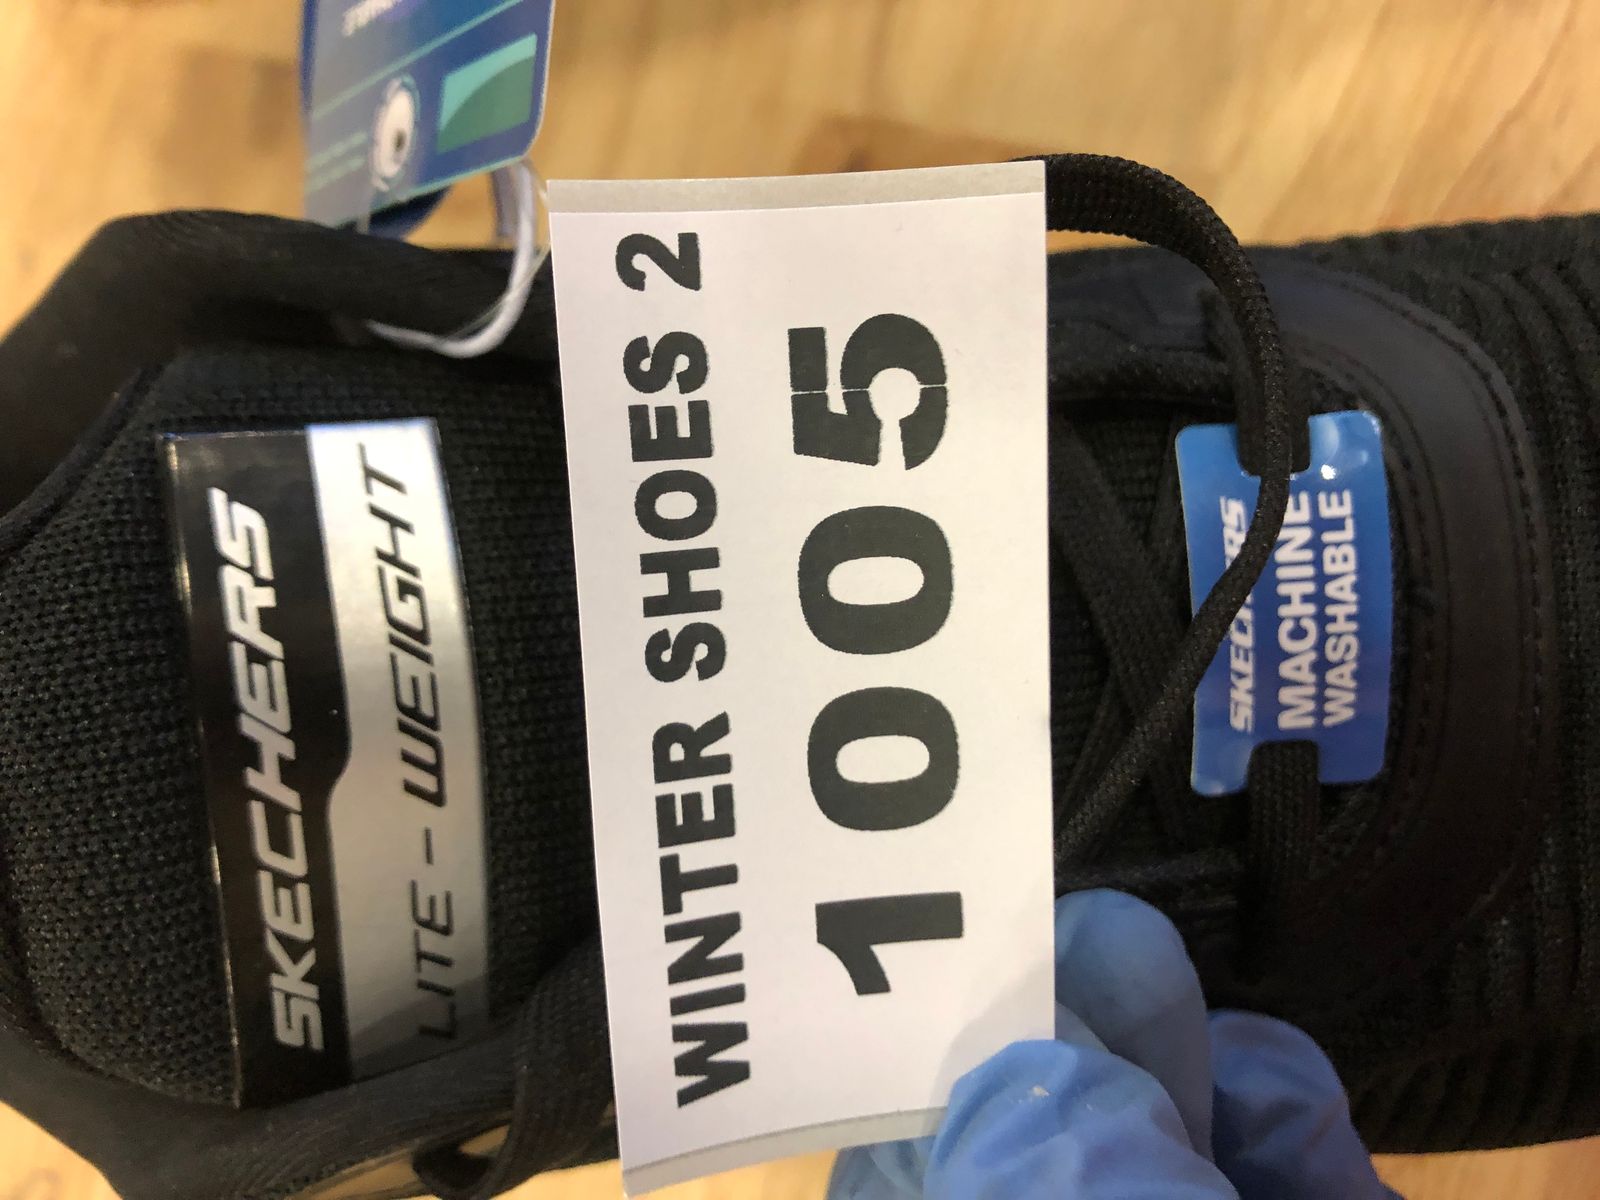 SKECHERS
LITE - WEIGHT
WINTER SHOES 2
1005
SKECHERS
MACHINE
WASHABLE